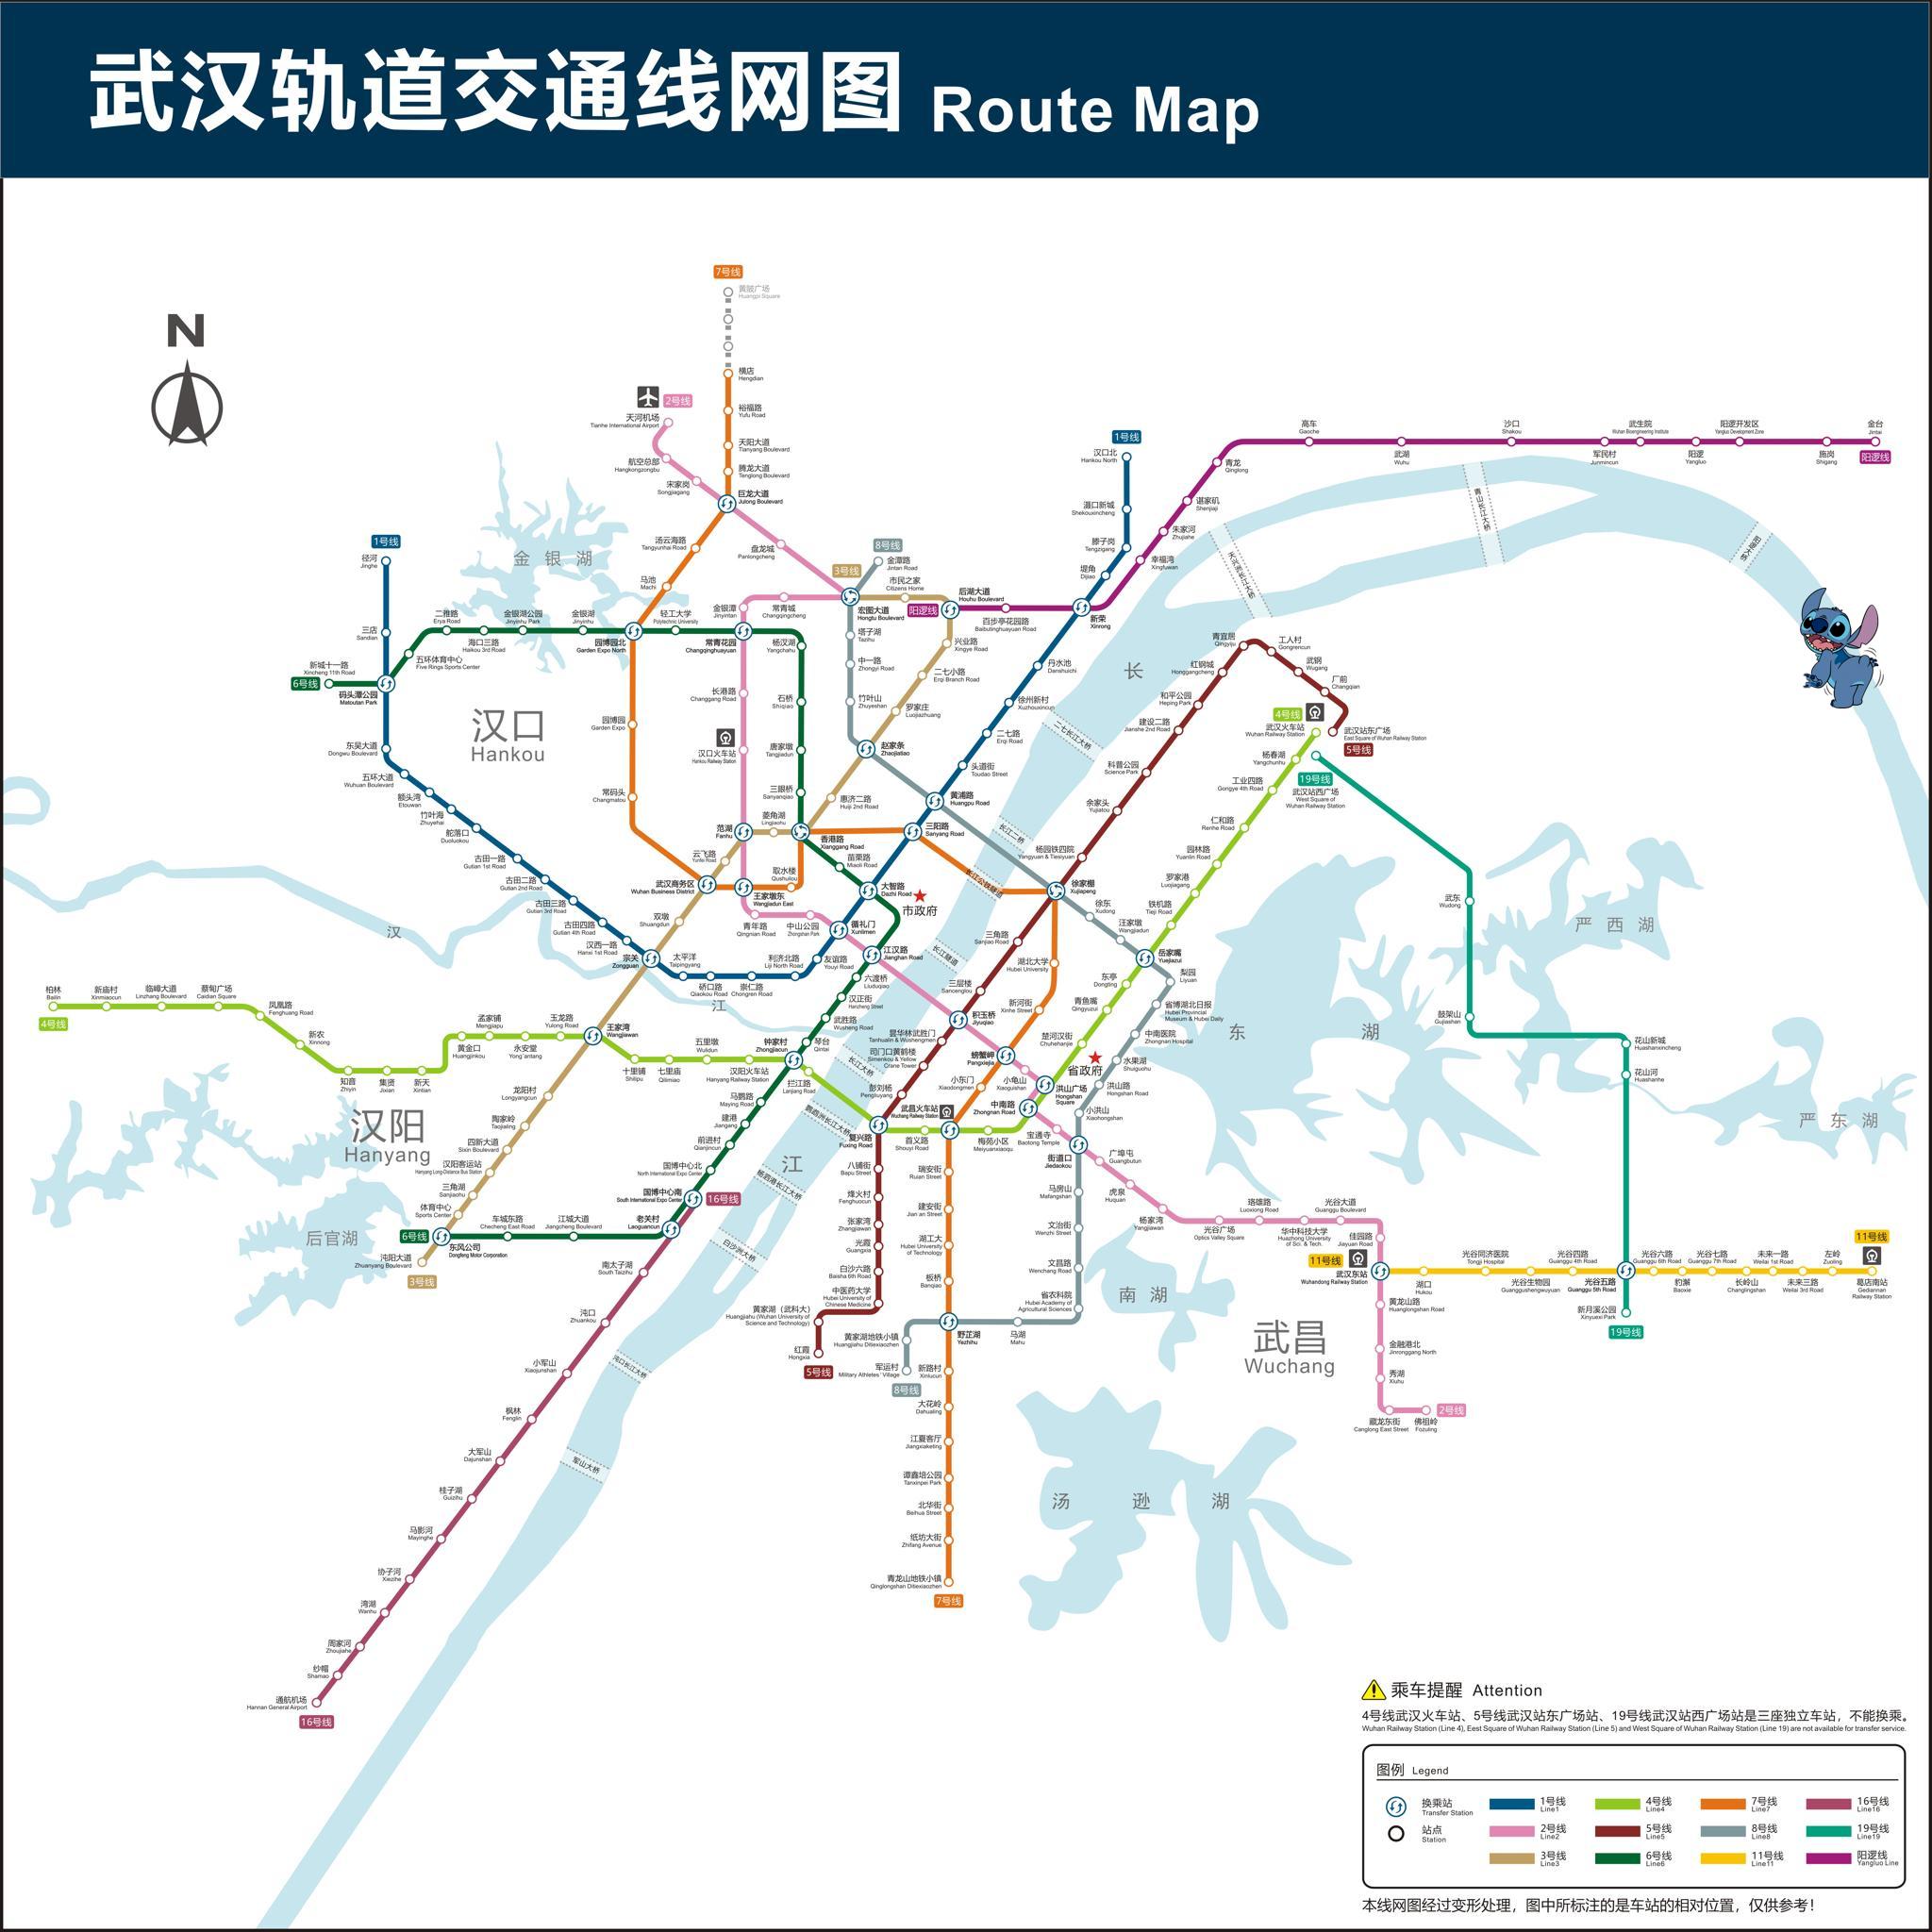 武汉轨道交通线网图 Route Map
N
7号线
黄陂广场
Huangpi Square
横店
Hengdian
裕福路
Yufu Road
天阳大道
Tianyang Boulevard
腾龙大道
Tenglong Boulevard
巨龙大道
Julong Boulevard
2号线
天河机场
Tianhe International Airport
航空总部
Hangkongzongbu
宋家岗
Songjiagang
盘龙城
Panlongcheng
汤云海路
Tangyunhai Road
马池
Machi
金银湖
1号线
径河
Jinghe
三店
Sandian
新城十一路
Xincheng 11th Road
6号线
码头潭公园
Matoutan Park
五环体育中心
Five Rings Sports Center
二雅路
Erya Road
海口三路
Haikou 3rd Road
金银湖公园
Jinyinhu Park
金银湖
Jinyinhu
园博园北
Garden Expo North
轻工大学
Polytechnic University
金银潭
Jinyintan
常青花园
Changqinghuayuan
常青城
Changqingcheng
杨汊湖
Yangchahu
8号线
金潭路
Jintan Road
3号线
市民之家
Citizens Home
宏图大道
Hongtu Boulevard
阳逻线
后湖大道
Houhu Boulevard
百步亭花园路
Baibutinghuayuan Road
新荣
Xinrong
1号线
汉口北
Hankou North
滠口新城
Shekouxincheng
滕子岗
Tengzigang
堤角
Dijiao
幸福湾
Xingfuwan
朱家河
Zhujiahe
谌家矶
Shenjiaji
青龙
Qinglong
高车
Gaoche
武湖
Wuhu
沙口
Shakou
军民村
Junmincun
武生院
Wuhan Bioengineering Institute
阳逻
Yangluo
阳逻开发区
Yangluo Development Zone
施岗
Shigang
金台
Jintai
阳逻线
天兴洲长江大桥
青山长江大桥
阳逻大桥
塔子湖
Tazihu
中一路
Zhongyi Road
竹叶山
Zhuyeshan
兴业路
Xingye Road
二七小路
Erqi Branch Road
罗家庄
Luojiazhuang
赵家条
Zhaojiatiao
丹水池
Danshuichi
徐州新村
Xuzhouxincun
二七路
Erqi Road
头道街
Toudao Street
黄浦路
Huangpu Road
长
二七长江大桥
青宜居
Qingyiju
工人村
Gongrencun
武钢
Wugang
厂前
Changqian
红钢城
Honggangcheng
和平公园
Heping Park
建设二路
Jianshe 2nd Road
科普公园
Science Park
余家头
Yujiatou
杨园铁四院
Yangyuan & Tiesiyuan
4号线
武汉火车站
Wuhan Railway Station
武汉站东广场
East Square of Wuhan Railway Station
5号线
杨春湖
Yangchunhu
19号线
武汉站西广场
West Square of
Wuhan Railway Station
工业四路
Gongye 4th Road
仁和路
Renhe Road
园林路
Yuanlin Road
罗家港
Luojiagang
铁机路
Tieji Road
汉口
Hankou
东吴大道
Dongwu Boulevard
五环大道
Wuhuan Boulevard
额头湾
Etouwan
竹叶海
Zhuyehai
舵落口
Duoluokou
古田一路
Gutian 1st Road
古田二路
Gutian 2nd Road
古田三路
Gutian 3rd Road
古田四路
Gutian 4th Road
汉西一路
Hanxi 1st Road
宗关
Zongguan
园博园
Garden Expo
常码头
Changmatou
长港路
Changgang Road
汉口火车站
Hankou Railway Station
石桥
Shiqiao
唐家墩
Tangjiadun
三眼桥
Sanyanqiao
惠济二路
Huiji 2nd Road
范湖
Fanhu
菱角湖
Lingjiaohu
香港路
Xianggang Road
三阳路
Sanyang Road
云飞路
Yunfei Road
武汉商务区
Wuhan Business District
王家墩东
Wangjiadun East
取水楼
Qushuilou
苗栗路
Miaoli Road
大智路
Dazhi Road
市政府
长江二桥
长江公铁隧道
双墩
Shuangdun
青年路
Qingnian Road
中山公园
Zhongshan Park
循礼门
Xunlimen
江汉路
Jianghan Road
太平洋
Taipingyang
硚口路
Qiaokou Road
崇仁路
Chongren Road
利济北路
Liji North Road
友谊路
Youyi Road
六渡桥
Liuduqiao
汉正街
Hanzheng Street
武胜路
Wusheng Road
琴台
Qintai
长江隧道
长江大桥
鹦鹉洲长江大桥
汉
江
徐家棚
Xujiapeng
徐东
Xudong
汪家墩
Wangjiadun
岳家嘴
Yuejiazui
梨园
Liyuan
省博湖北日报
Hubei Provincial
Museum & Hubei Daily
中南医院
Zhongnan Hospital
水果湖
Shuiguohu
洪山路
Hongshan Road
小洪山
Xiaohongshan
三角路
Sanjiao Road
三层楼
Sancenglou
湖北大学
Hubei University
新河街
Xinhe Street
积玉桥
Jiyuqiao
东亭
Dongting
青鱼嘴
Qingyuzui
楚河汉街
Chuhehanjie
省政府
昙华林武胜门
Tanhualin & Wushengmen
司门口黄鹤楼
Simenkou & Yellow
Crane Tower
彭刘杨
Pengliuyang
螃蟹岬
Pangxiejia
小龟山
Xiaoguishan
洪山广场
Hongshan
Square
中南路
Zhongnan Road
小东门
Xiaodongmen
武昌火车站
Wuchang Railway Station
复兴路
Fuxing Road
首义路
Shouyi Road
梅苑小区
Meiyuanxiaoqu
宝通寺
Baotong Temple
街道口
Jiedaokou
广埠屯
Guangbutun
虎泉
Huquan
杨家湾
Yangjiawan
光谷广场
Optics Valley Square
珞雄路
Luoxiong Road
华中科技大学
Huazhong University
of Sci. & Tech.
光谷大道
Guanggu Boulevard
佳园路
Jiayuan Road
东 湖
严西湖
严东湖
武东
Wudong
鼓架山
Gujiashan
花山新城
Huashanxincheng
花山河
Huashanhe
柏林
Bailin
4号线
新庙村
Xinmiaocun
临嶂大道
Linzhang Boulevard
蔡甸广场
Caidian Square
凤凰路
Fenghuang Road
新农
Xinnong
知音
Zhiyin
集贤
Jixian
新天
Xintian
黄金口
Huangjinkou
孟家铺
Mengjiapu
永安堂
Yong'antang
玉龙路
Yulong Road
王家湾
Wangjiawan
十里铺
Shilipu
七里庙
Qilimiao
五里墩
Wulidun
汉阳火车站
Hanyang Railway Station
钟家村
Zhongjiacun
拦江路
Lanjiang Road
汉阳
Hanyang
龙阳村
Longyangcun
陶家岭
Taojialing
四新大道
Sixin Boulevard
汉阳客运站
Hanyang Long-Distance Bus Station
三角湖
Sanjiaohu
体育中心
Sports Center
6号线
东风公司
Dongfeng Motor Corporation
沌阳大道
Zhuanyang Boulevard
3号线
后官湖
车城东路
Checheng East Road
江城大道
Jiangcheng Boulevard
老关村
Laoguancun
马鹦路
Maying Road
建港
Jiangang
前进村
Qianjincun
国博中心北
North International Expo Center
国博中心南
South International Expo Center
16号线
江
杨泗港长江大桥
白沙洲大桥
沌口长江大桥
军山大桥
南太子湖
South Taizihu
沌口
Zhuankou
小军山
Xiaojunshan
枫林
Fenglin
大军山
Dajunshan
桂子湖
Guizihu
马影河
Mayinghe
协子河
Xiezihe
湾湖
Wanhu
周家河
Zhoujiahe
纱帽
Shamao
通航机场
Hannan General Airport
16号线
八铺街
Bapu Street
烽火村
Fenghuocun
张家湾
Zhangjiawan
光霞
Guangxia
白沙六路
Baisha 6th Road
中医药大学
Hubei University of
Chinese Medicine
黄家湖(武科大)
Huangjiahu (Wuhan University of
Science and Technology)
红霞
Hongxia
5号线
瑞安街
Ruian Street
建安街
Jian'an Street
湖工大
Hubei University
of Technology
板桥
Banqiao
野芷湖
Yezhihu
马湖
Mahu
马房山
Mafangshan
文治街
Wenzhi Street
文昌路
Wenchang Road
省农科院
Hubei Academy of
Agricultural Sciences
黄家湖地铁小镇
Huangjiahu Ditiexiaozhen
军运村
Military Athletes' Village
8号线
新路村
Xinlucun
大花岭
Dahualing
江夏客厅
Jiangxiaketing
谭鑫培公园
Tanxinpei Park
北华街
Beihua Street
纸坊大街
Zhifang Avenue
青龙山地铁小镇
Qinglongshan Ditiexiaozhen
7号线
南湖
武昌
Wuchang
汤 逊 湖
11号线
武汉东站
Wuhandong Railway Station
湖口
Hukou
光谷同济医院
Tongji Hospital
光谷生物园
Guanggushengwuyuan
光谷四路
Guanggu 4th Road
光谷五路
Guanggu 5th Road
光谷六路
Guanggu 6th Road
豹澥
Baoxie
光谷七路
Guanggu 7th Road
长岭山
Changlingshan
未来一路
Weilai 1st Road
未来三路
Weilai 3rd Road
左岭
Zuoling
11号线
葛店南站
Gediannan
Railway Station
新月溪公园
Xinyuexi Park
19号线
黄龙山路
Huanglongshan Road
金融港北
Jinronggang North
秀湖
Xiuhu
藏龙东街
Canglong East Street
佛祖岭
Fozuling
2号线
乘车提醒 Attention
4号线武汉火车站、5号线武汉站东广场站、19号线武汉站西广场站是三座独立车站,不能换乘。
Wuhan Railway Station (Line 4), Eest Square of Wuhan Railway Station (Line 5) and West Square of Wuhan Railway Station (Line 19) are not available for transfer service.
图例 Legend
换乘站
Transfer Station
站点
Station
1号线
Line1
2号线
Line2
3号线
Line3
4号线
Line4
5号线
Line5
6号线
Line6
7号线
Line7
8号线
Line8
11号线
Line11
16号线
Line16
19号线
Line19
阳逻线
Yangluo Line
本线网图经过变形处理,图中所标注的是车站的相对位置,仅供参考!